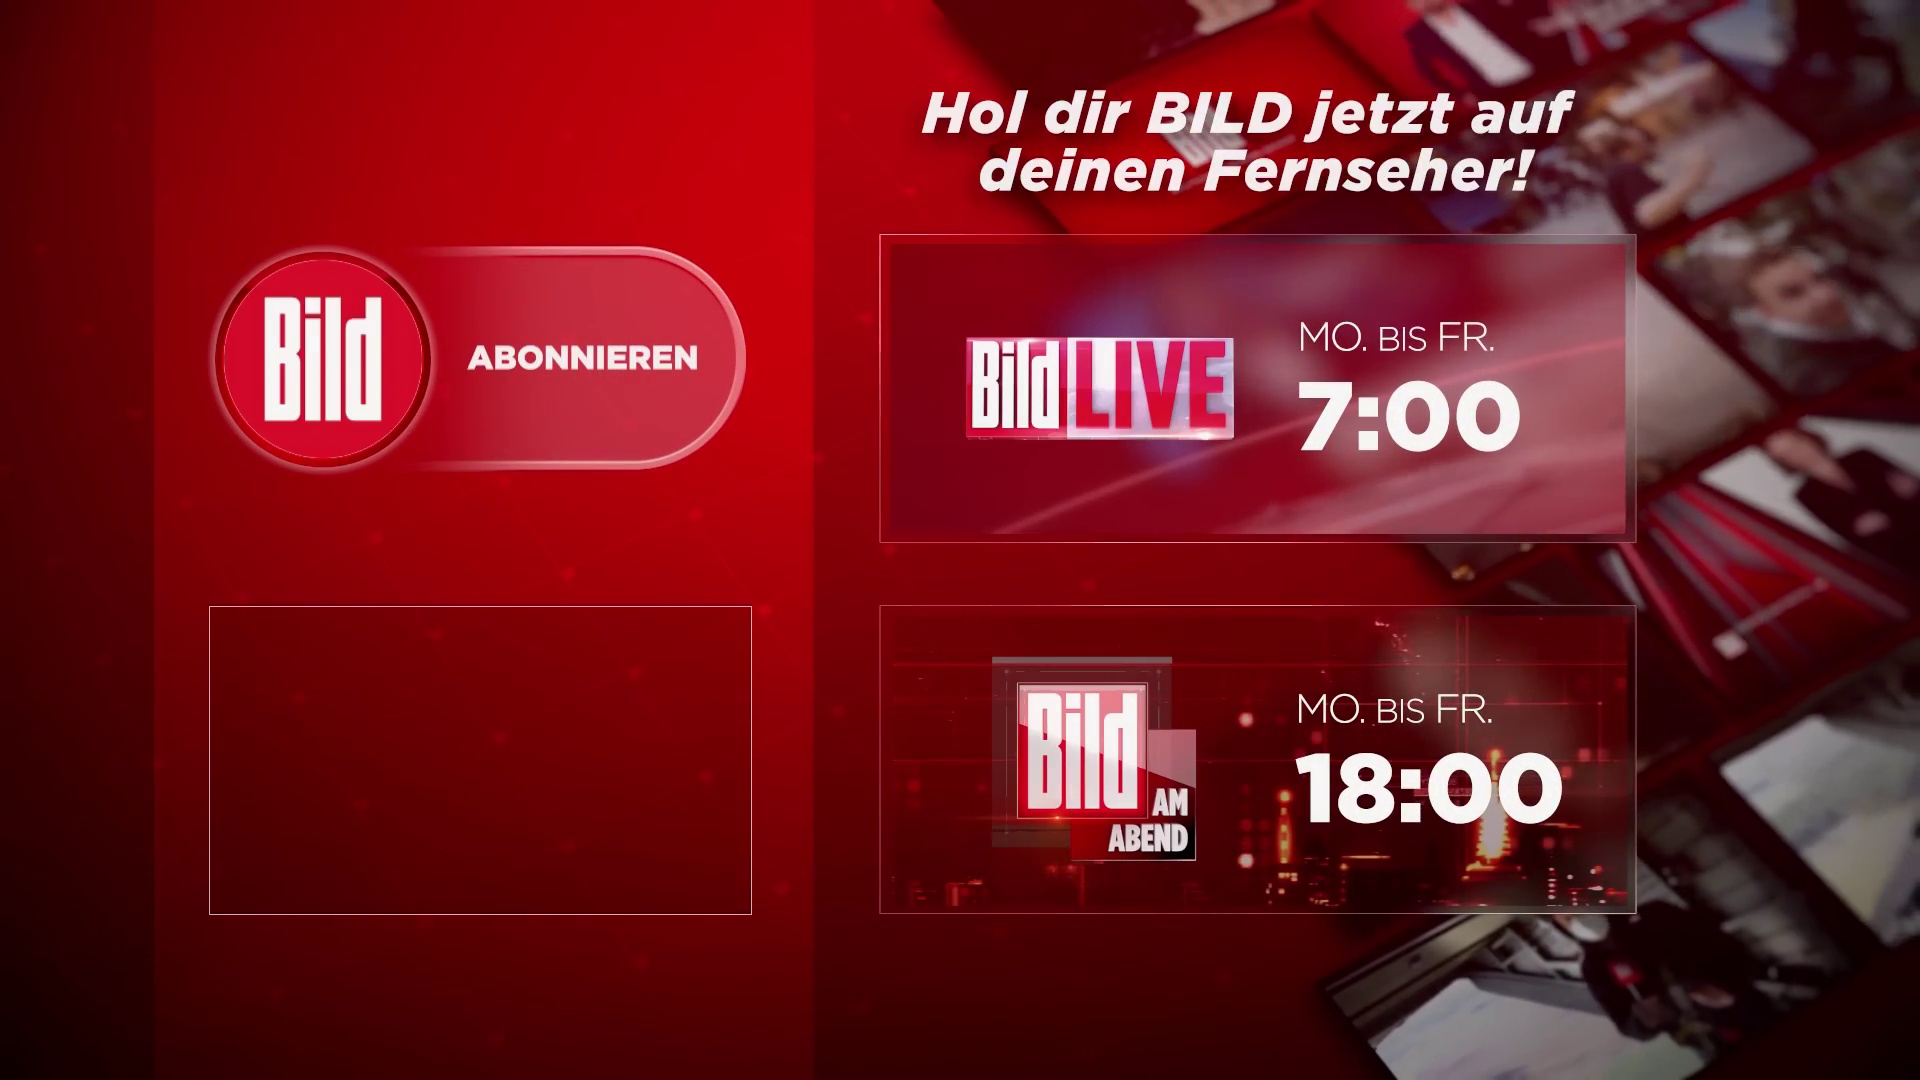 Hol dir BILD jetzt auf
deinen Fernseher!
Bild
ABONNIEREN
Bild LIVE
MO. BIS FR.
7:00
Bild
AM
ABEND
MO. BIS FR.
18:00